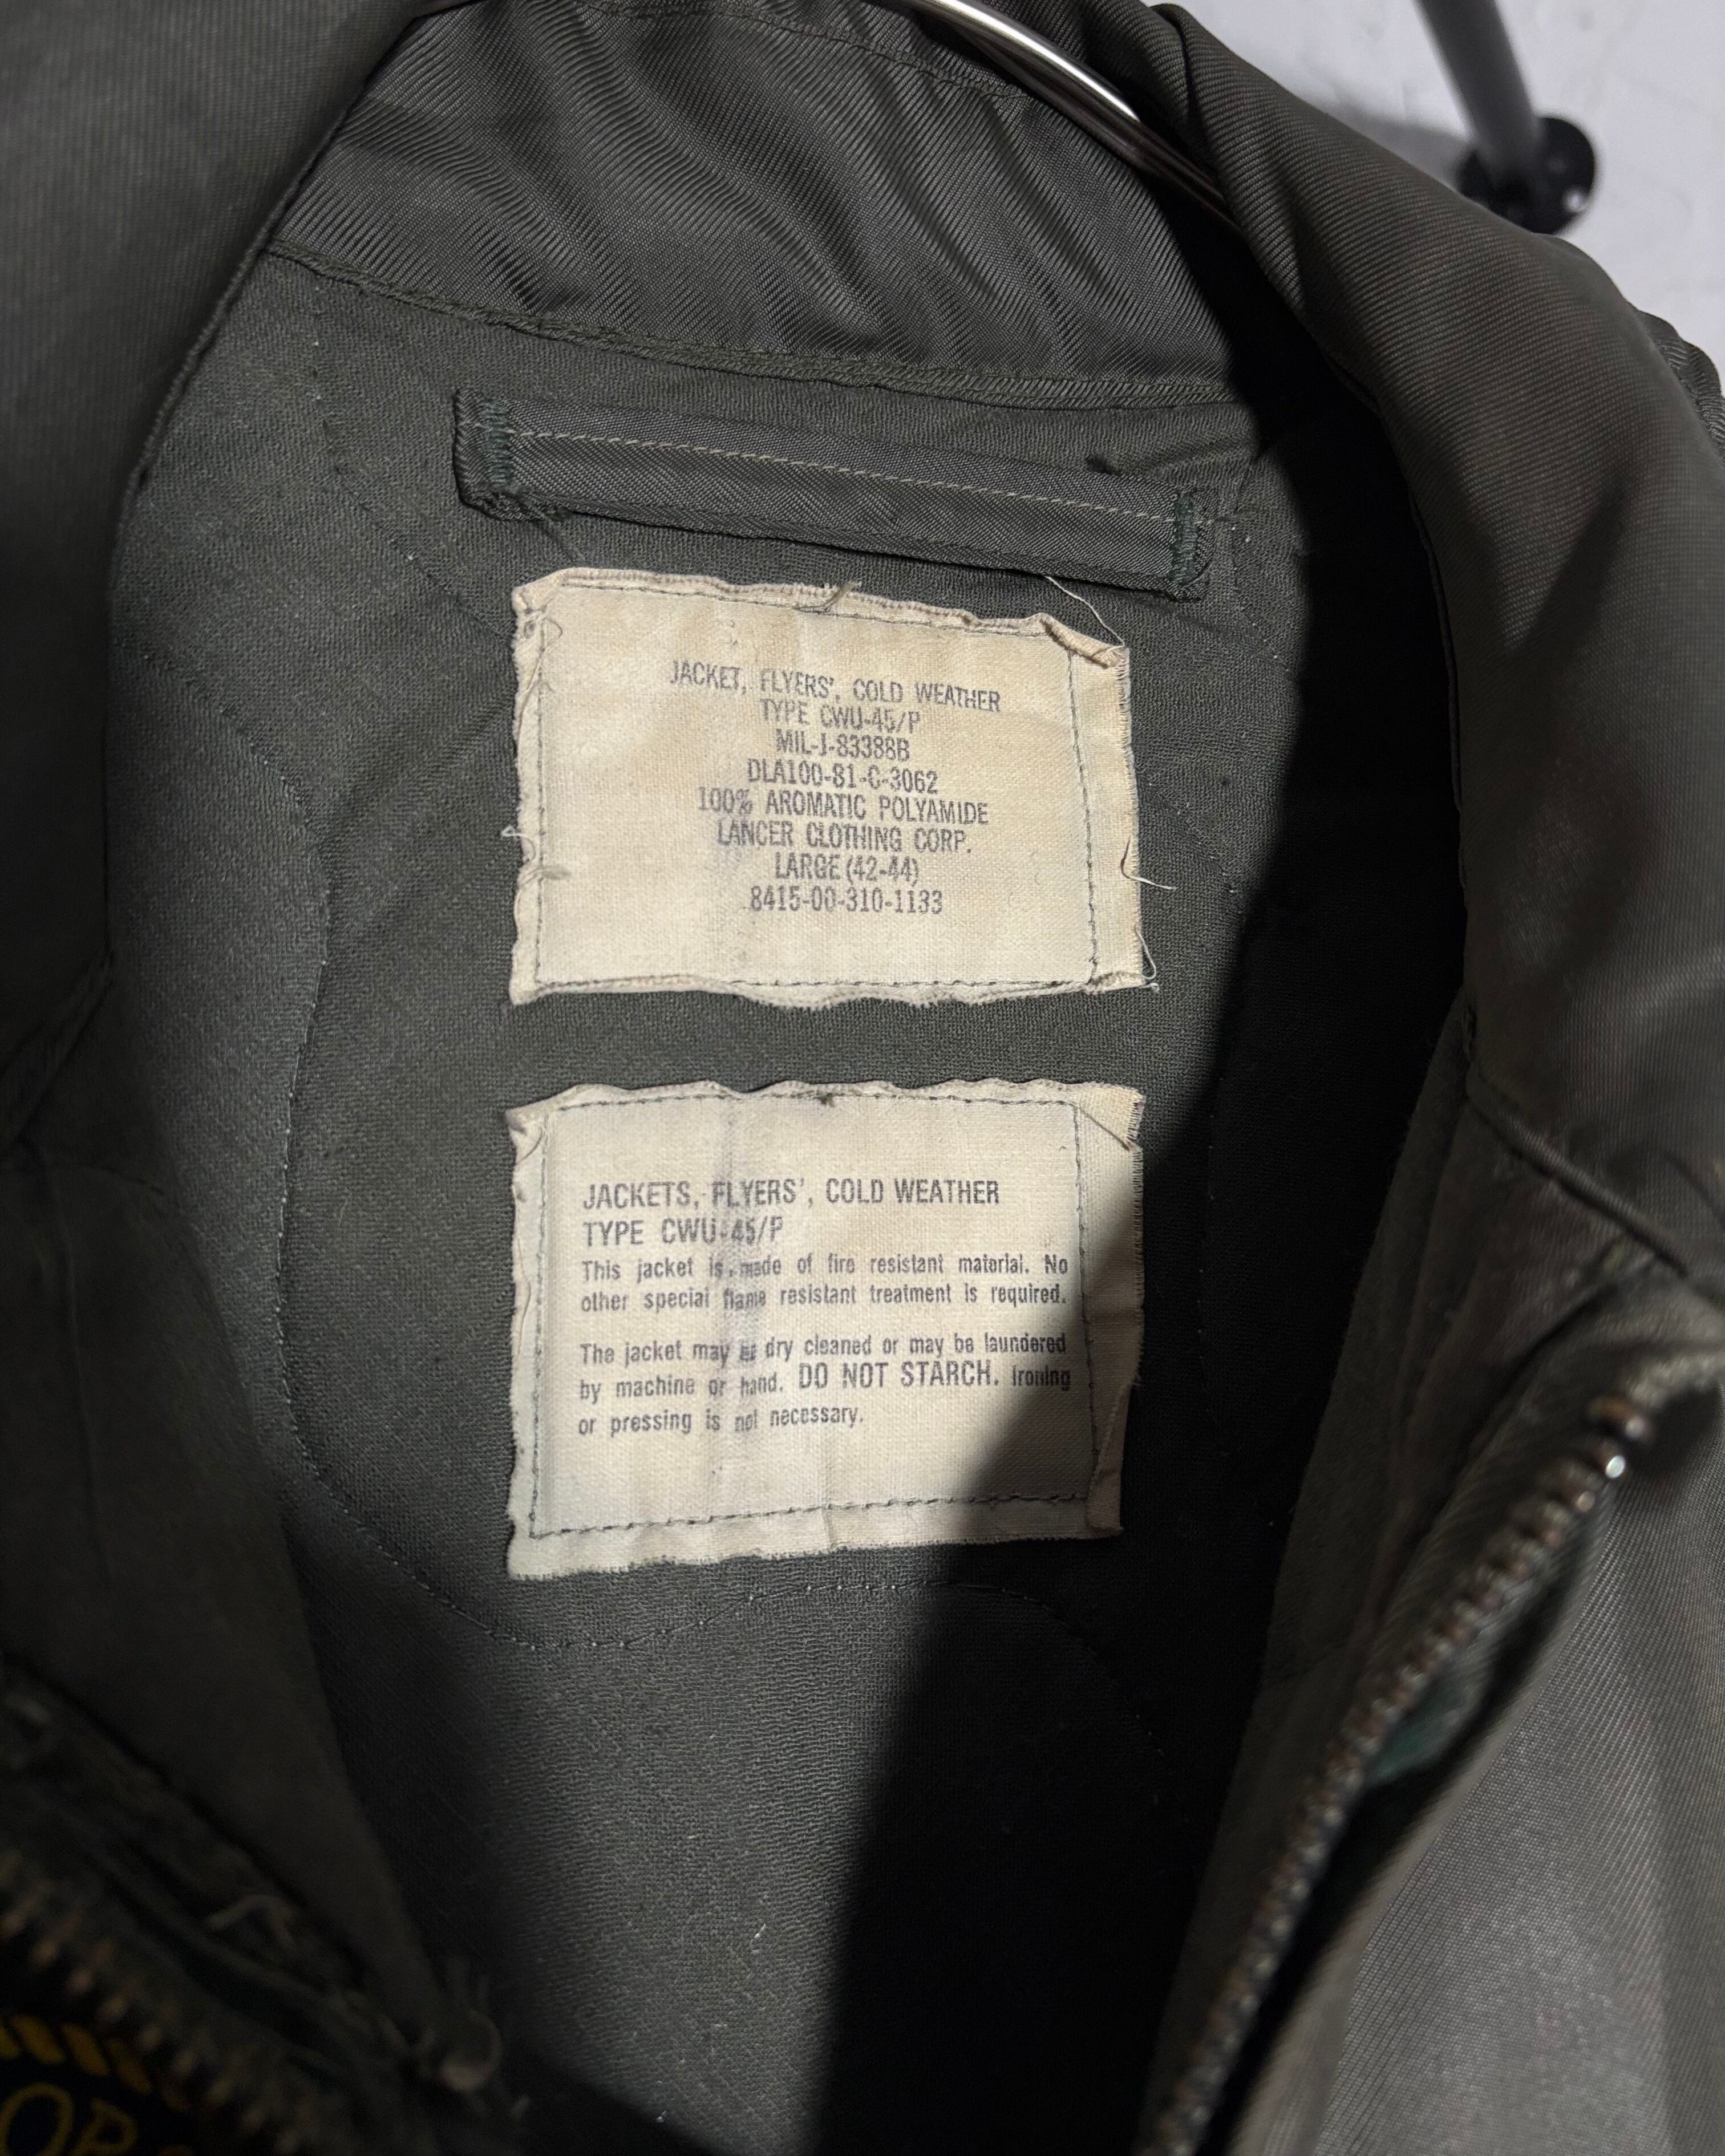 JACKET, FLYERS', COLD WEATHER
TYPE CWU-45/P
MIL-J-83388B
DLA100-81-C-3062
100% AROMATIC POLYAMIDE
LANCER CLOTHING CORP.
LARGE (42-44)
8415-00-310-1133
JACKETS, FLYERS', COLD WEATHER
TYPE CWU-45/P
This jacket is made of fire resistant material. No
other special flame resistant treatment is required.
The jacket may be dry cleaned or may be laundered
by machine or hand. DO NOT STARCH. Ironing
or pressing is not necessary.